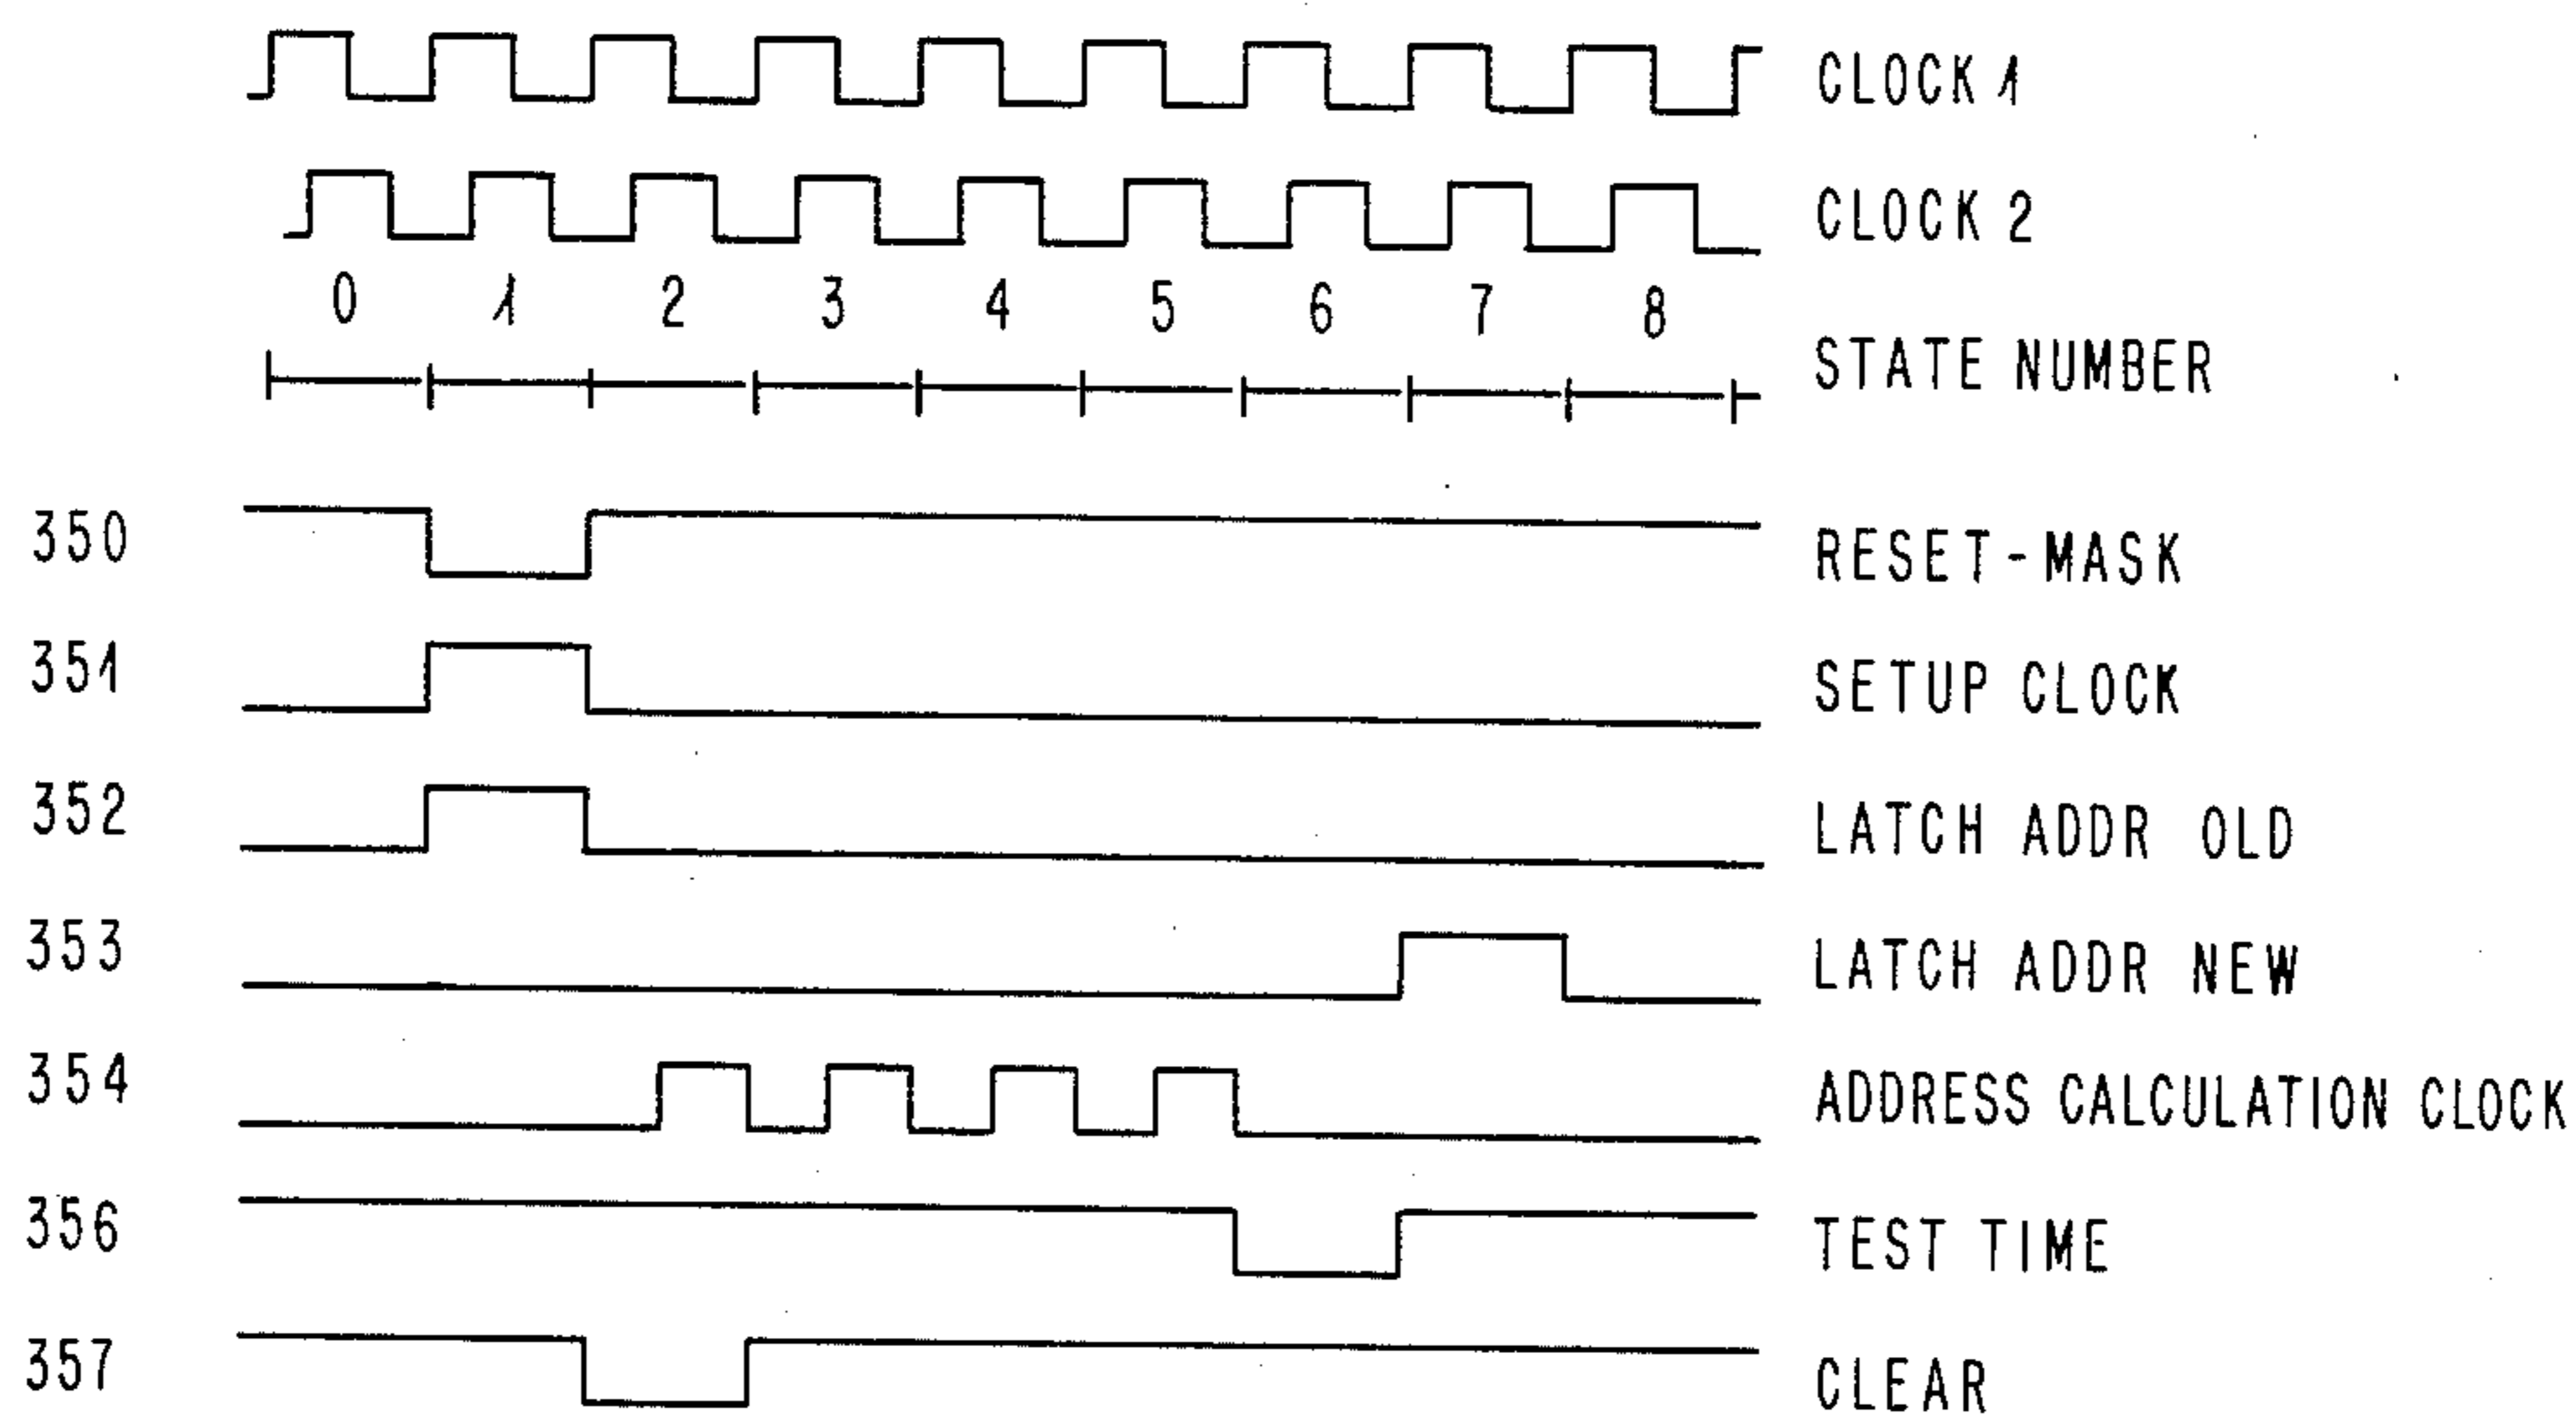 CLOCK 1
CLOCK 2
0 1 2 3 4 5 6 7 8
STATE NUMBER
350 RESET-MASK
351 SETUP CLOCK
352 LATCH ADDR OLD
353 LATCH ADDR NEW
354 ADDRESS CALCULATION CLOCK
356 TEST TIME
357 CLEAR